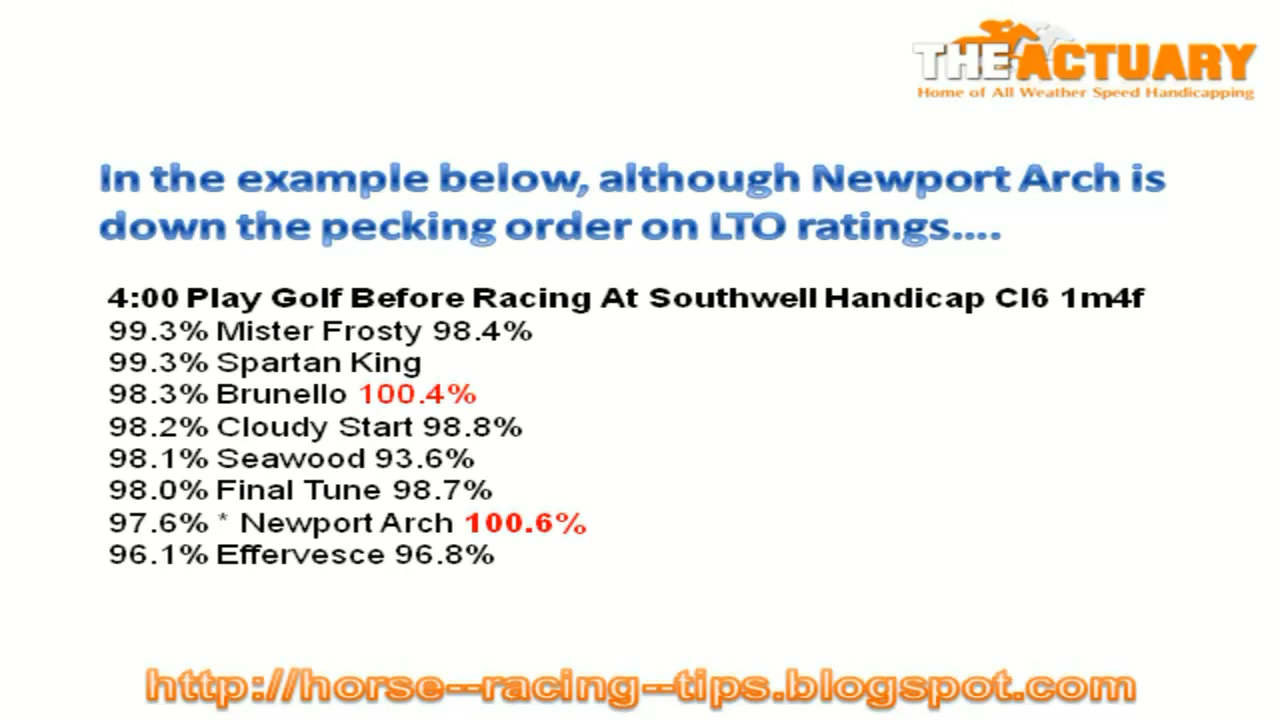 THE ACTUARY
Home of All Weather Speed Handicapping
In the example below, although Newport Arch is
down the pecking order on LTO ratings....
4:00 Play Golf Before Racing At Southwell Handicap Cl6 1m4f
99.3% Mister Frosty 98.4%
99.3% Spartan King
98.3% Brunello 100.4%
98.2% Cloudy Start 98.8%
98.1% Seawood 93.6%
98.0% Final Tune 98.7%
97.6% * Newport Arch 100.6%
96.1% Effervesce 96.8%
http://horse--racing--tips.blogspot.com